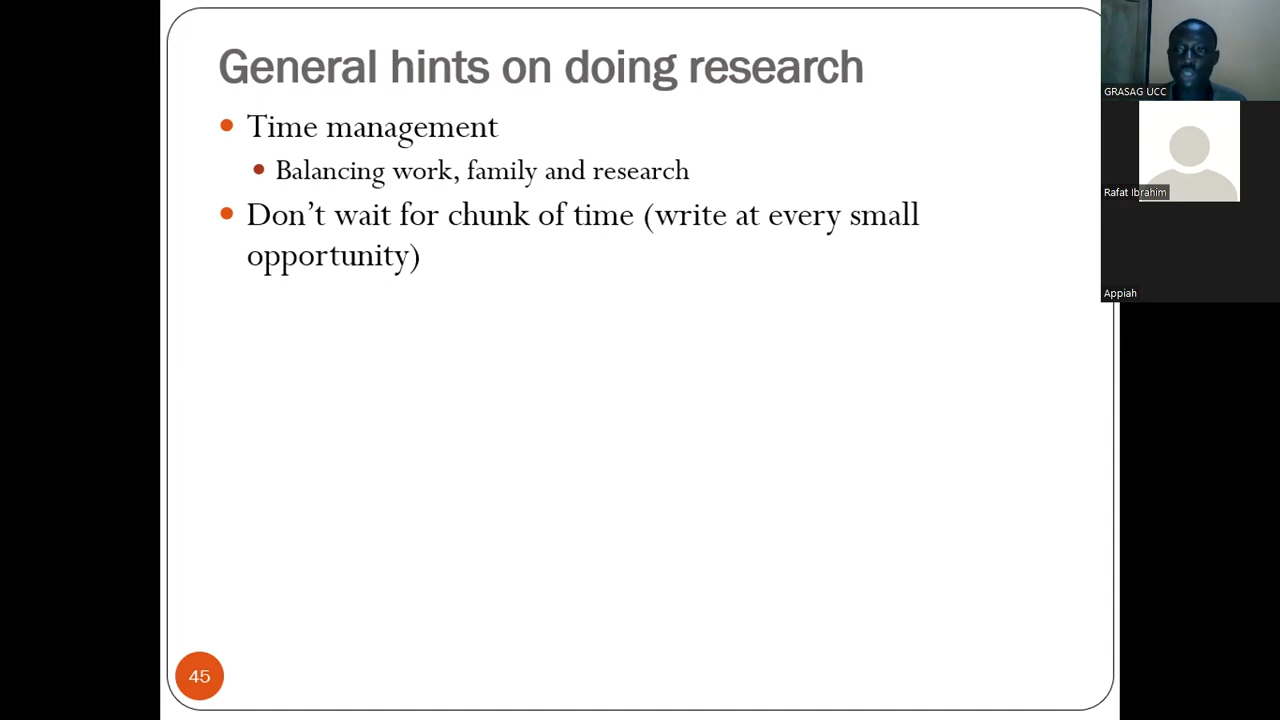 General hints on doing research
Time management
Balancing work, family and research
Don't wait for chunk of time (write at every small
opportunity)
45
GRASAG UCC
Rafat Ibrahim
Appiah